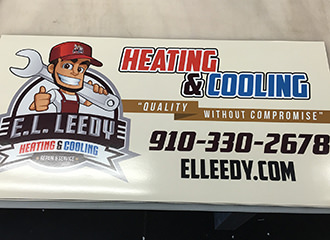 E.L. LEEDY
HEATING & COOLING
REPAIR & SERVICE
HEATING
& COOLING
"QUALITY WITHOUT COMPROMISE"
910-330-2678
ELLEEDY.COM